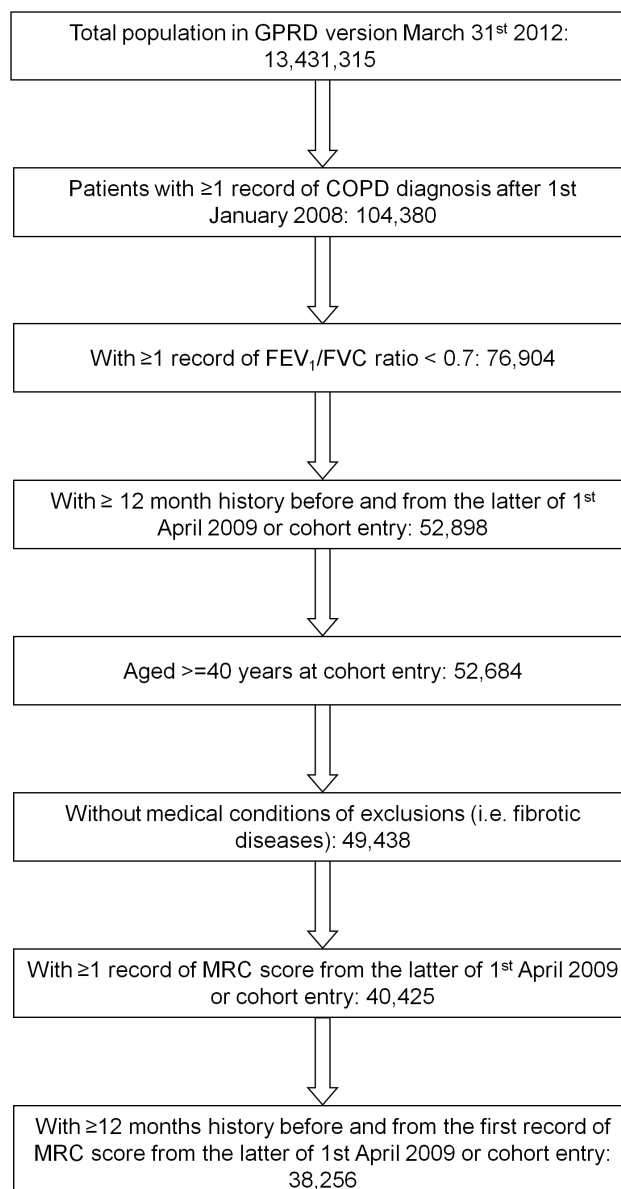 Total population in GPRD version March 31st 2012:
13,431,315
Patients with ≥1 record of COPD diagnosis after 1st
January 2008: 104,380
With ≥1 record of FEV₁/FVC ratio < 0.7: 76,904
With ≥ 12 month history before and from the latter of 1st
April 2009 or cohort entry: 52,898
Aged >=40 years at cohort entry: 52,684
Without medical conditions of exclusions (i.e. fibrotic
diseases): 49,438
With ≥1 record of MRC score from the latter of 1st April 2009
or cohort entry: 40,425
With ≥12 months history before and from the first record of
MRC score from the latter of 1st April 2009 or cohort entry:
38,256